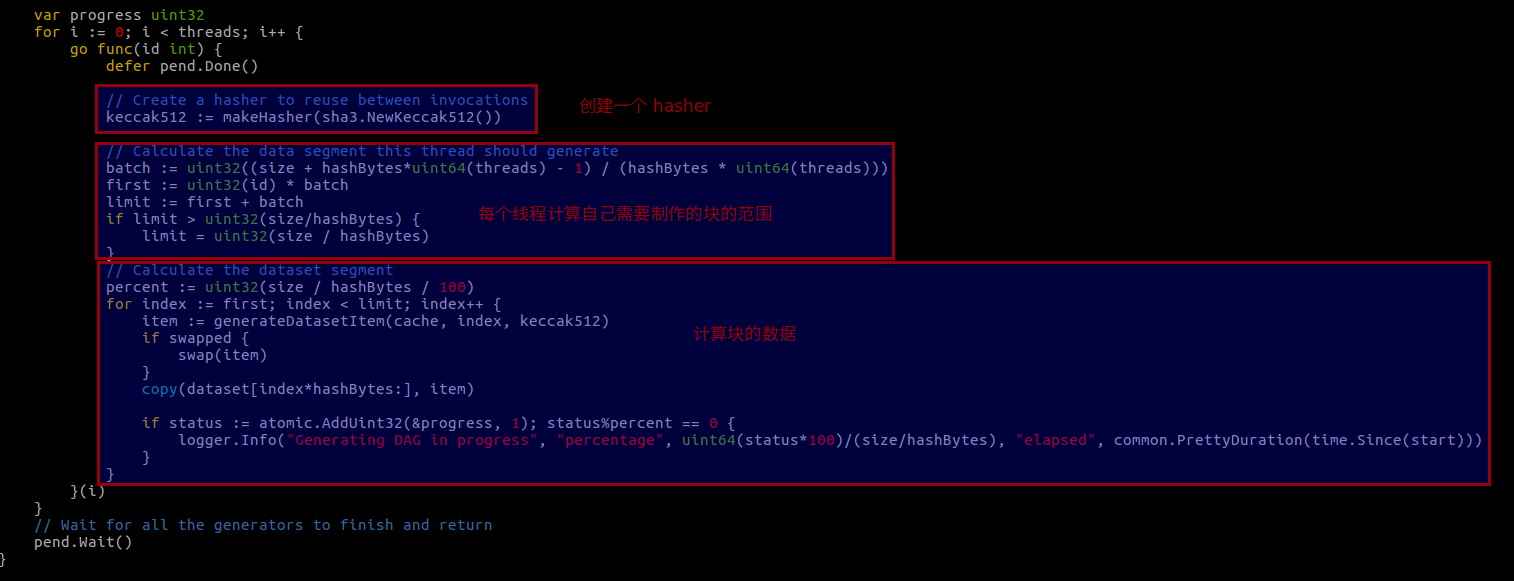 var progress uint32
for i := 0; i < threads; i++ {
go func(id int) {
defer pend.Done()
// Create a hasher to reuse between invocations
创建一个 hasher
keccak512 := makeHasher(sha3.NewKeccak512())
// Calculate the data segment this thread should generate
batch := uint32((size + hashBytes*uint64(threads) - 1) / (hashBytes * uint64(threads)))
first := uint32(id) * batch
limit := first + batch
if limit > uint32(size/hashBytes) {
每个线程计算自己需要制作的块的范围
limit = uint32(size / hashBytes)
}
// Calculate the dataset segment
percent := uint32(size / hashBytes / 100)
for index := first; index < limit; index++ {
item := generateDatasetItem(cache, index, keccak512)
计算块的数据
if swapped {
swap(item)
}
copy(dataset[index*hashBytes:], item)
if status := atomic.AddUint32(&progress, 1); status%percent == 0 {
logger.Info("Generating DAG in progress", "percentage", uint64(status*100)/(size/hashBytes), "elapsed", common.PrettyDuration(time.Since(start)))
}
}
}(i)
}
// Wait for all the generators to finish and return
pend.Wait()
}